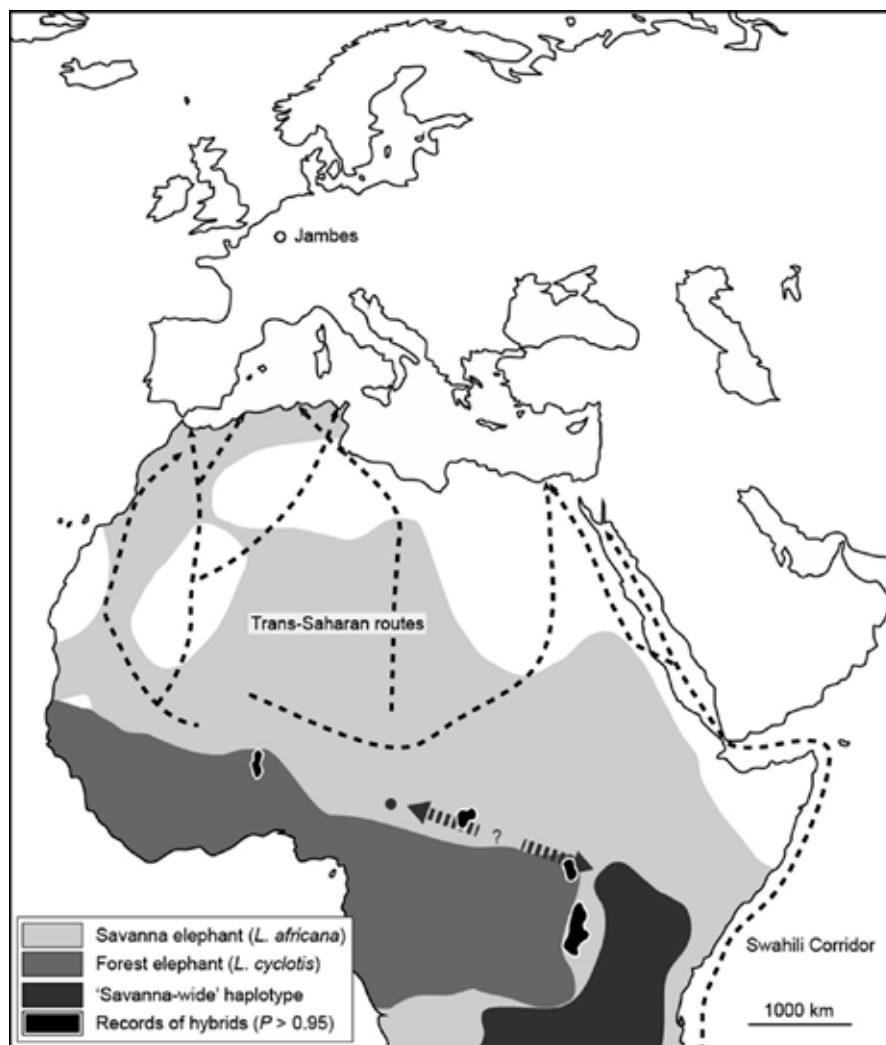 Jambes
Trans-Saharan routes
?
Swahili Corridor
Savanna elephant (L. africana)
Forest elephant (L. cyclotis)
'Savanna-wide' haplotype
Records of hybrids (P > 0.95)
1000 km